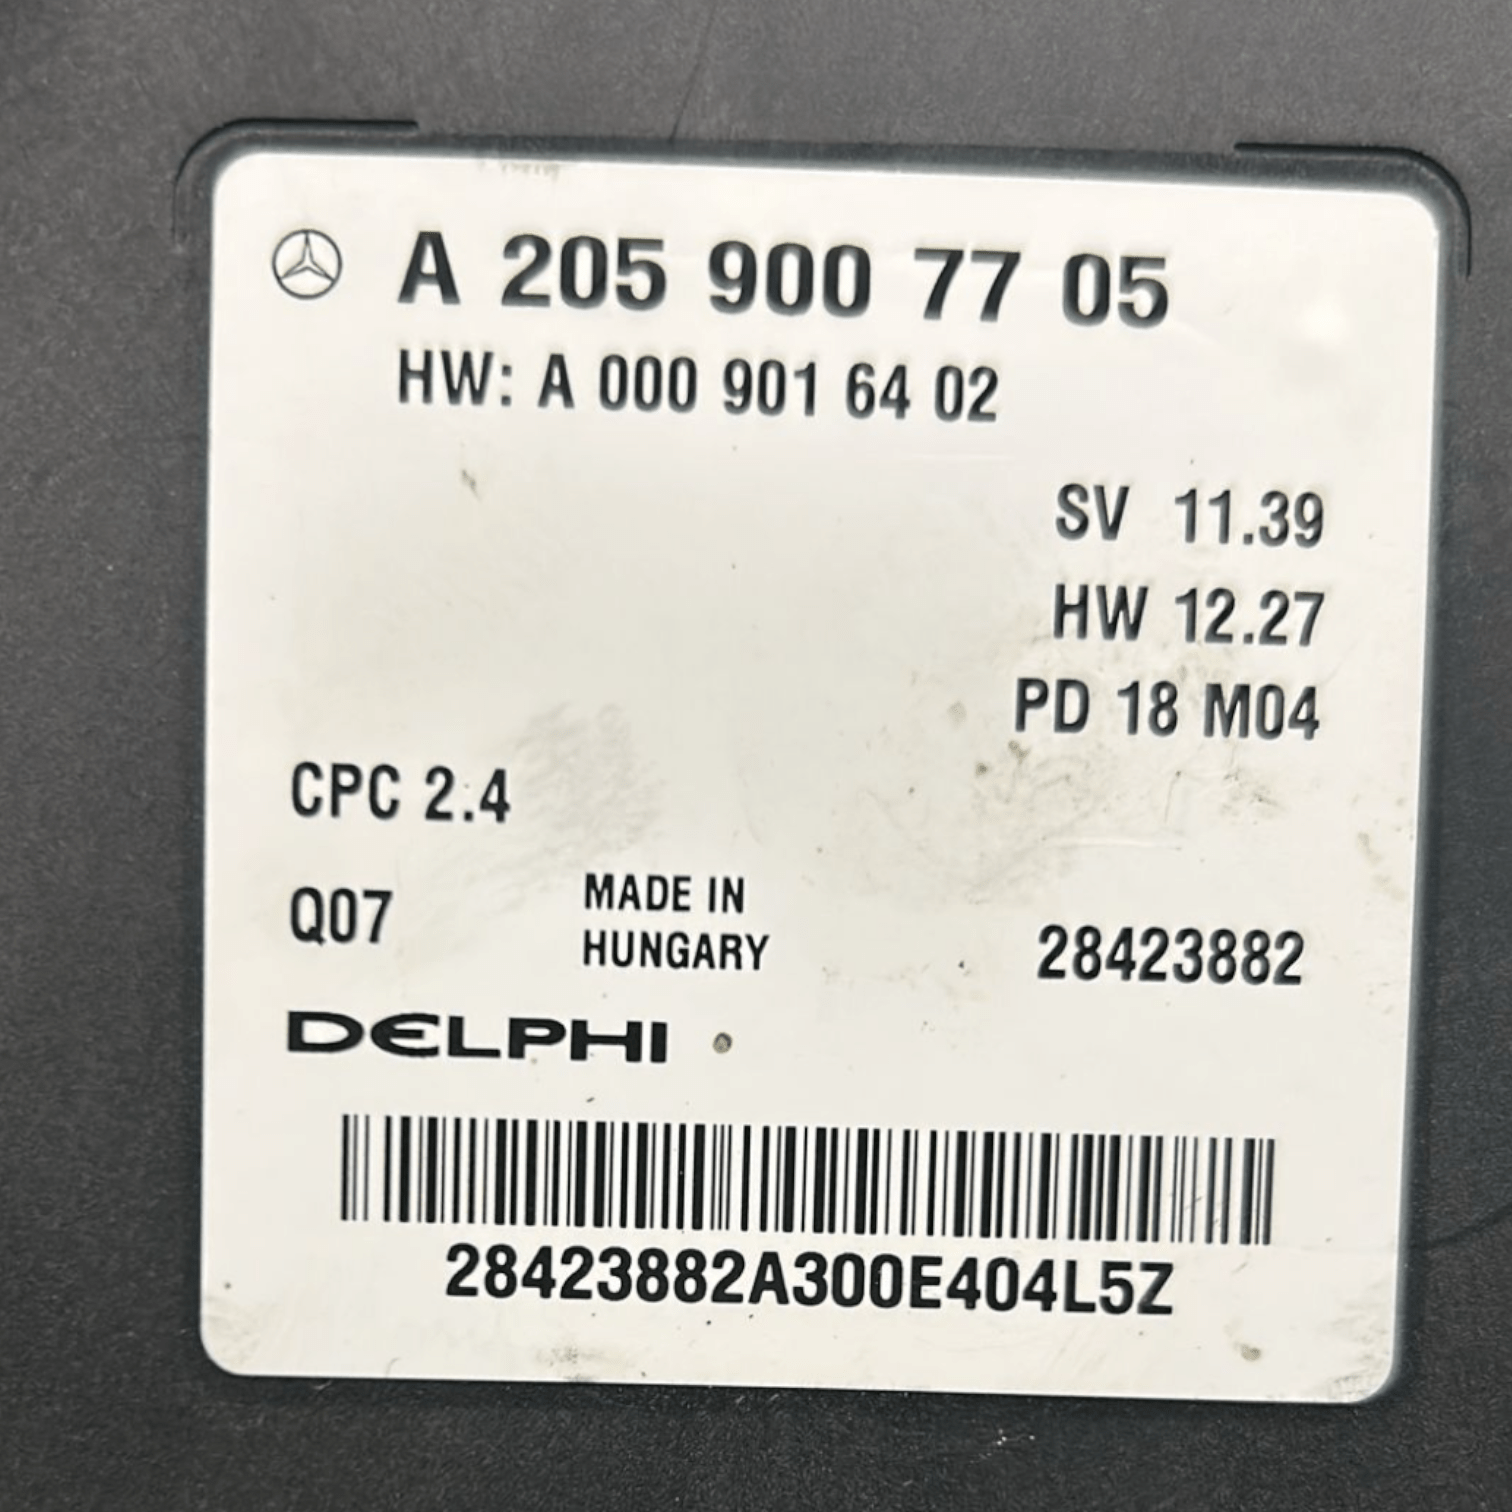 A 205 900 77 05
HW: A 000 901 64 02
SV 11.39
HW 12.27
PD 18 M04
CPC 2.4
Q07
MADE IN
HUNGARY
28423882
DELPHI
28423882A300E404L5Z